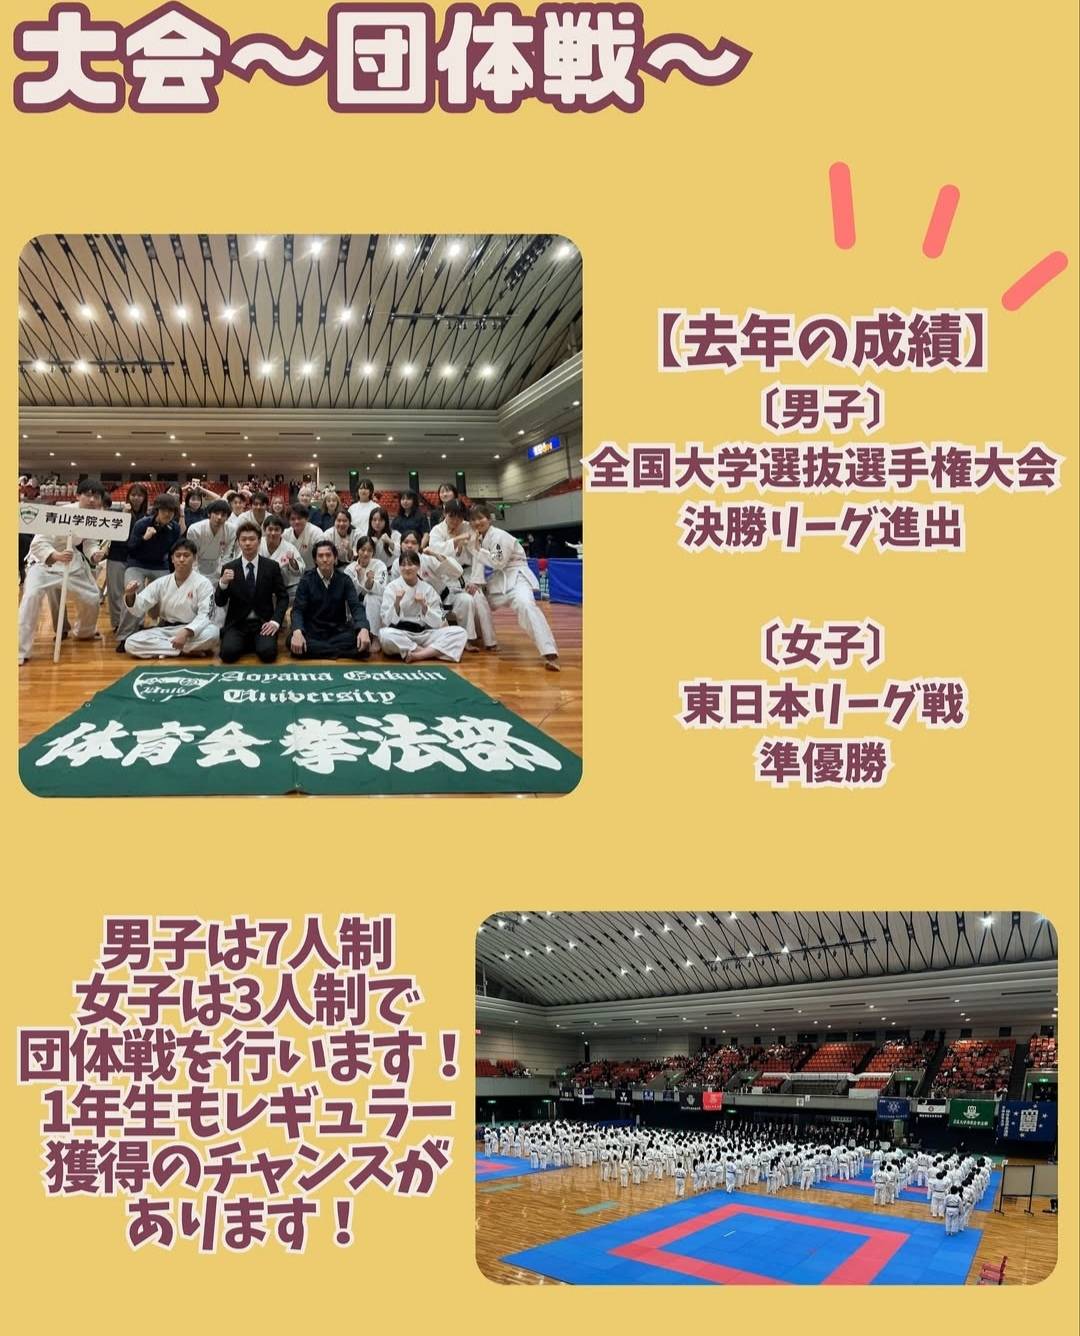 大会～団体戦～
【去年の成績】
〔男子〕
全国大学選抜選手権大会
決勝リーグ進出
〔女子〕
東日本リーグ戦
準優勝
青山学院大学
Aoyama Gakuin
University
体育会 拳法部
男子は7人制
女子は3人制で
団体戦を行います！
1年生もレギュラー
獲得のチャンスが
あります！